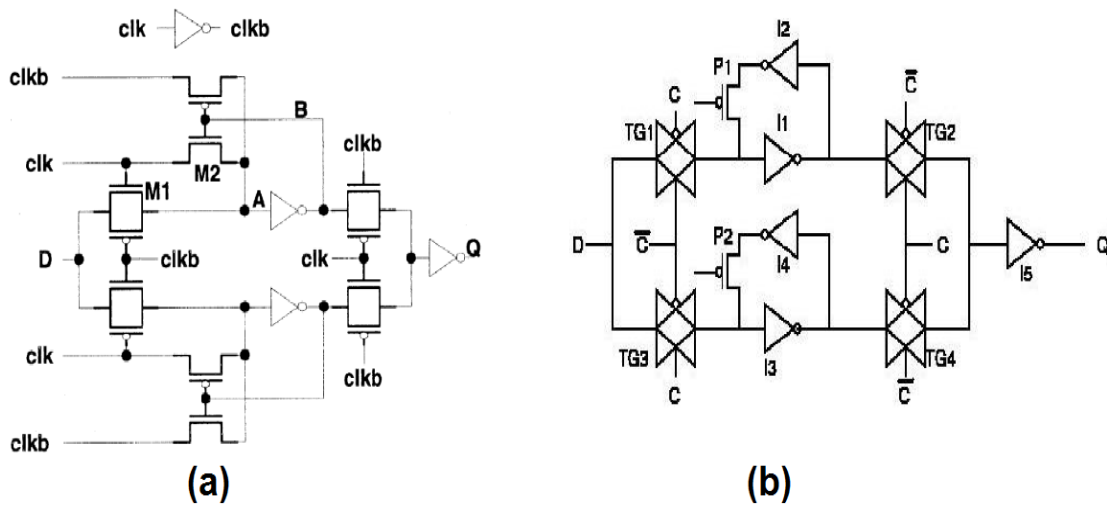 clk clkb
clkb
B
clk
M2
clkb
M1
A
D
clkb
clk
Q
clk
clkb
clkb
(a)
I2
P1
C
C̅
TG1
I1
TG2
D
C̅
P2
C
Q
I4
I5
TG3
I3
TG4
C
C̅
(b)